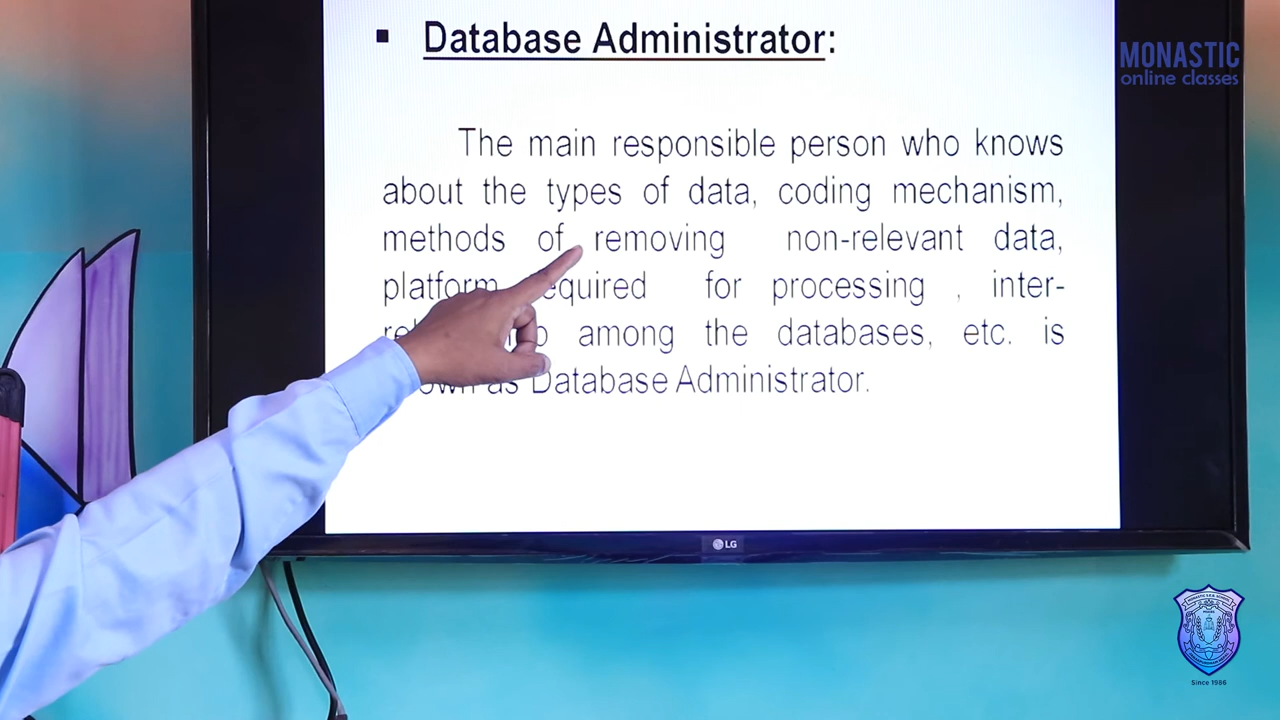 ▪ Database Administrator:
The main responsible person who knows
about the types of data, coding mechanism,
methods of removing non-relevant data,
platform required for processing , inter-
among the databases, etc. is
as Database Administrator.
MONASTIC
online classes
LG
Since 1986